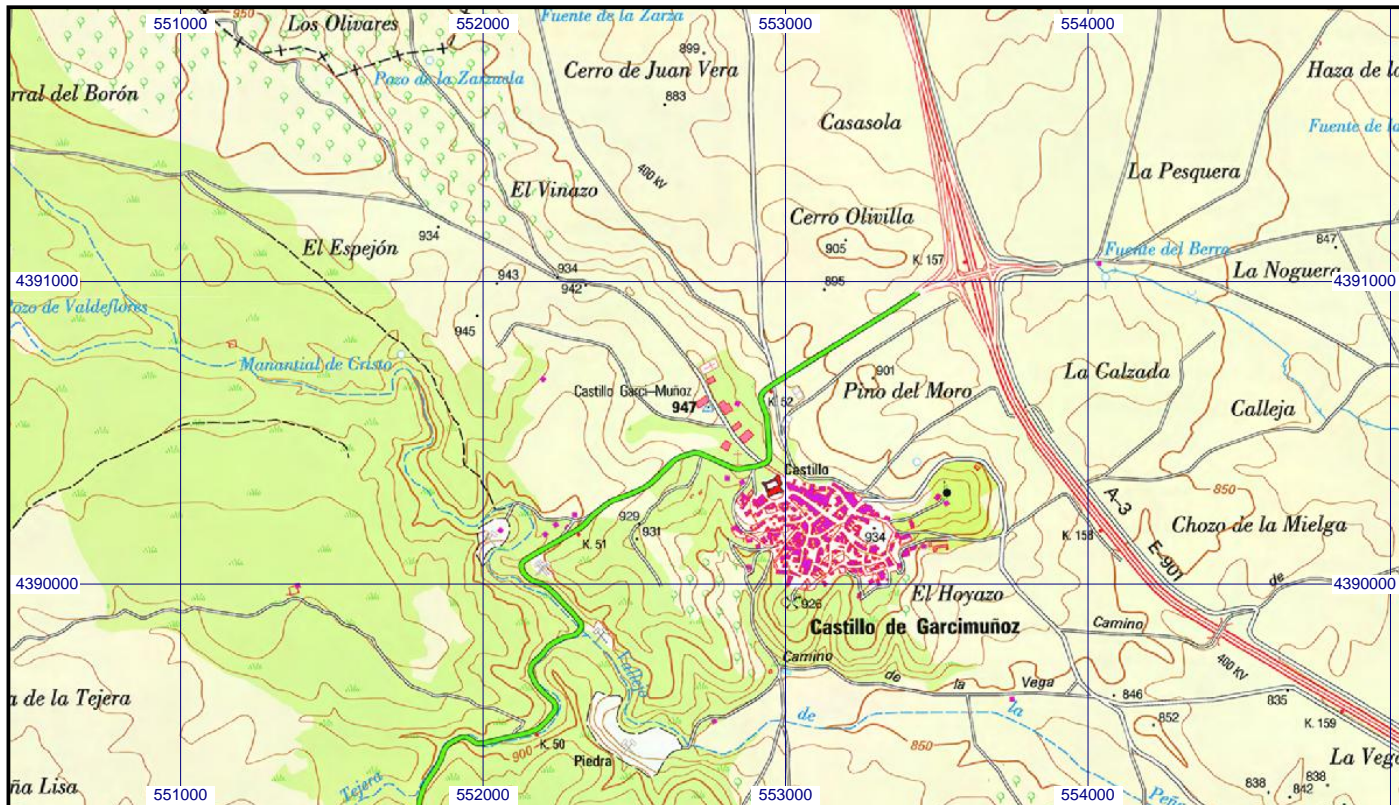 551000
552000
553000
554000
950
Los Olivares
Fuente de la Zarza
899
Pozo de la Zarzuela
Cerro de Juan Vera
Haza de
rral del Borón
883
Casasola
Fuente de la
La Pesquera
El Vinazo
400 kV
Cerro Olivilla
934
El Espejón
905
847
Fuente del Berro
K. 157
934
943
942
La Noguera
4391000
895
4391000
ozo de Valdeflores
945
Manantial de Cristo
901
La Calzada
Castillo Garci-Muñoz
Pino del Moro
947
K. 52
Calleja
Castillo
850
A-3
929
Chozo de la Mielga
931
934
K. 51
K. 158
E-901
4390000
4390000
de
926
El Hoyazo
Castillo de Garcimuñoz
Camino
Camino
400 kV
Vallejo
de
la
Vega
a de la Tejera
846
835
la
de
852
K. 159
K. 50
900
850
Piedra
La Vega
Tejera
838
838
842
ña Lisa
Peña
551000
552000
553000
554000